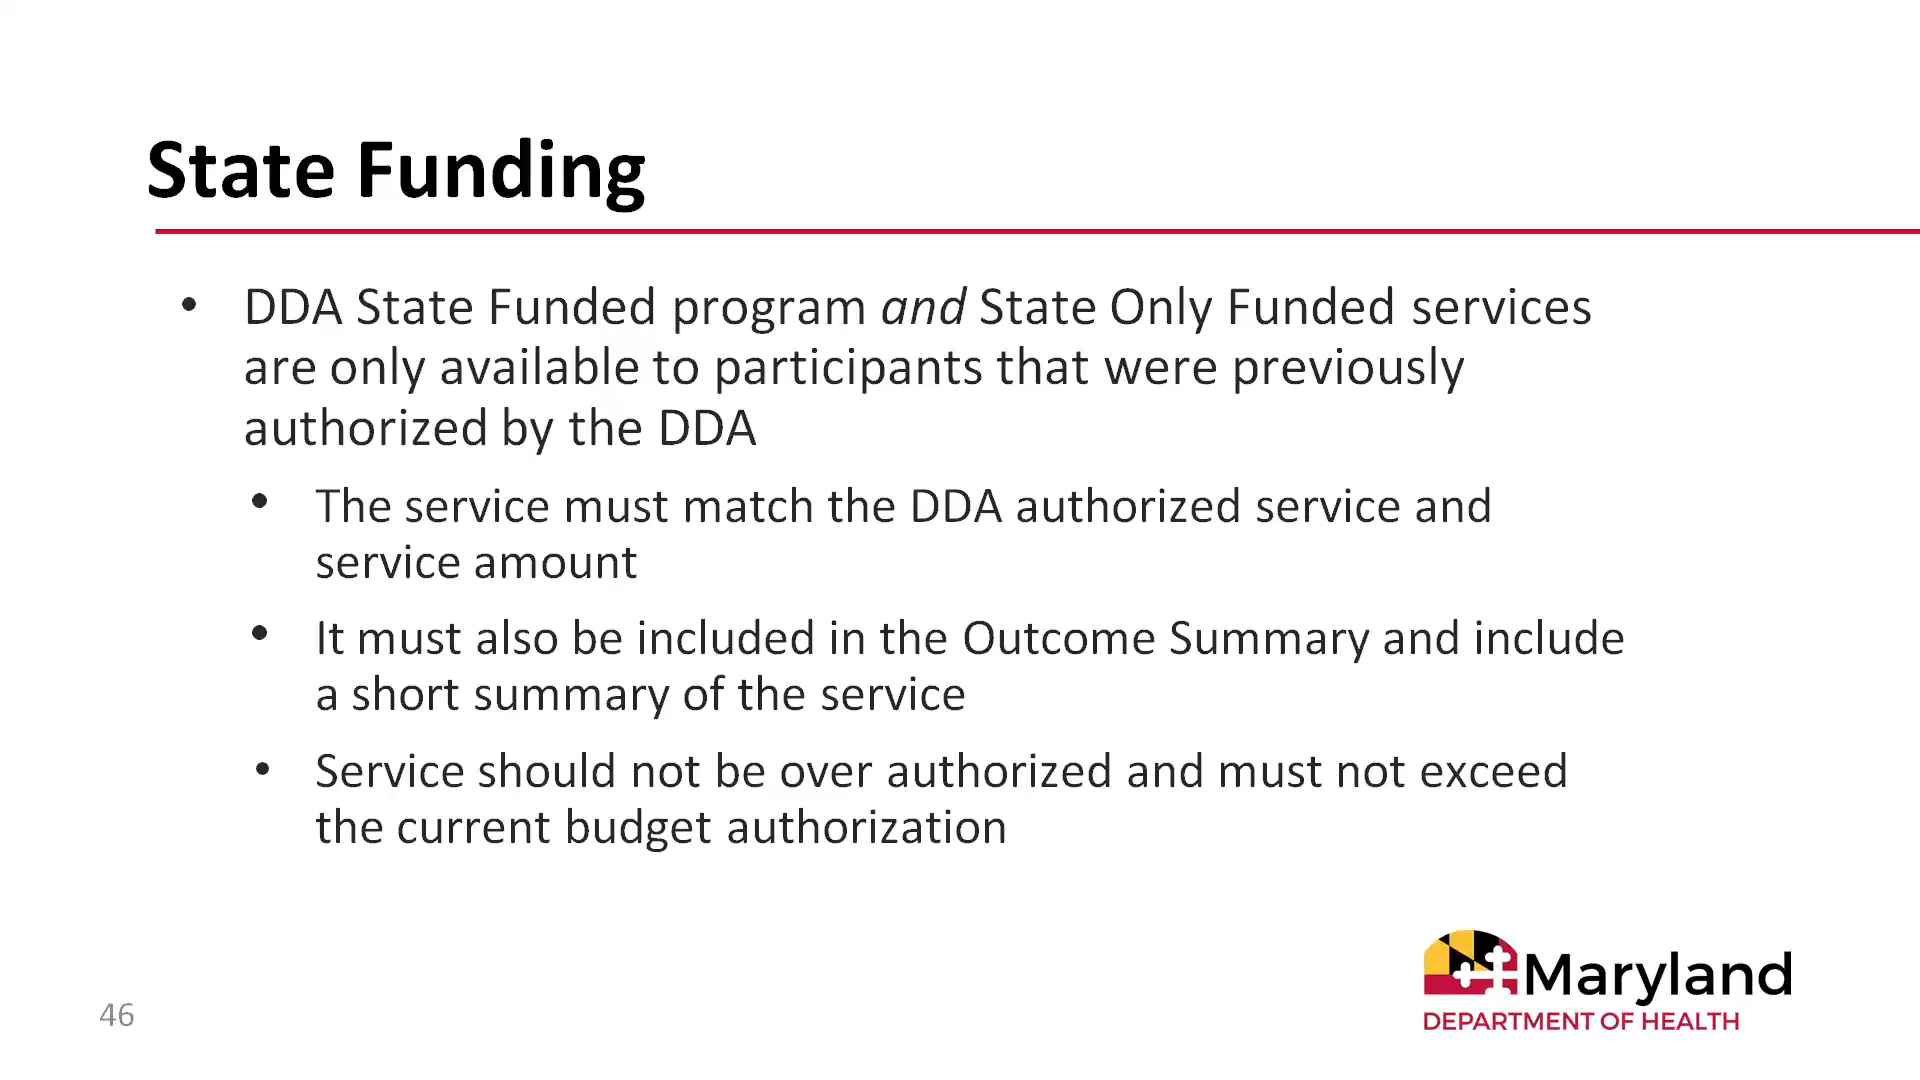 State Funding
• DDA State Funded program and State Only Funded services
are only available to participants that were previously
authorized by the DDA
• The service must match the DDA authorized service and
service amount
• It must also be included in the Outcome Summary and include
a short summary of the service
• Service should not be over authorized and must not exceed
the current budget authorization
46
Maryland
DEPARTMENT OF HEALTH